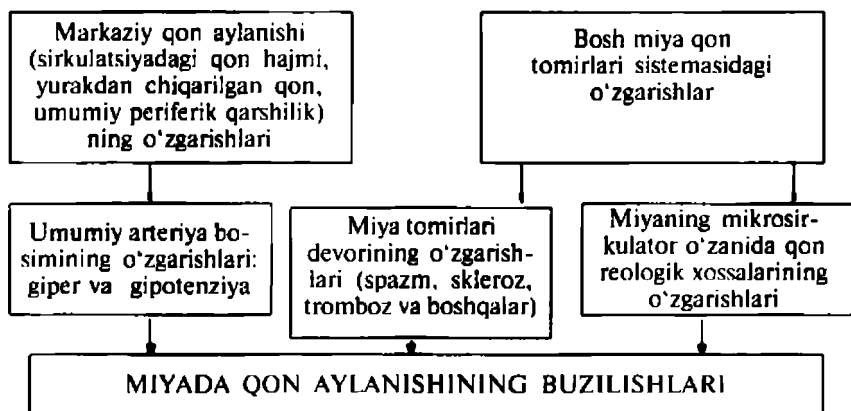 Markaziy qon aylanishi
(sirkulatsiyadagi qon hajmi,
yurakdan chiqarilgan qon,
umumiy periferik qarshilik)
ning o‘zgarishlari
Bosh miya qon
tomirlari sistemasidagi
o‘zgarishlar
Umumiy arteriya bo-
simining o‘zgarishlari:
giper va gipotenziya
Miya tomirlari
devorining o‘zgarish-
lari (spazm, skleroz,
tromboz va boshqalar)
Miyaning mikrosir-
kulator o‘zanida qon
reologik xossalarining
o‘zgarishlari
MIYADA QON AYLANISHINING BUZILISHLARI